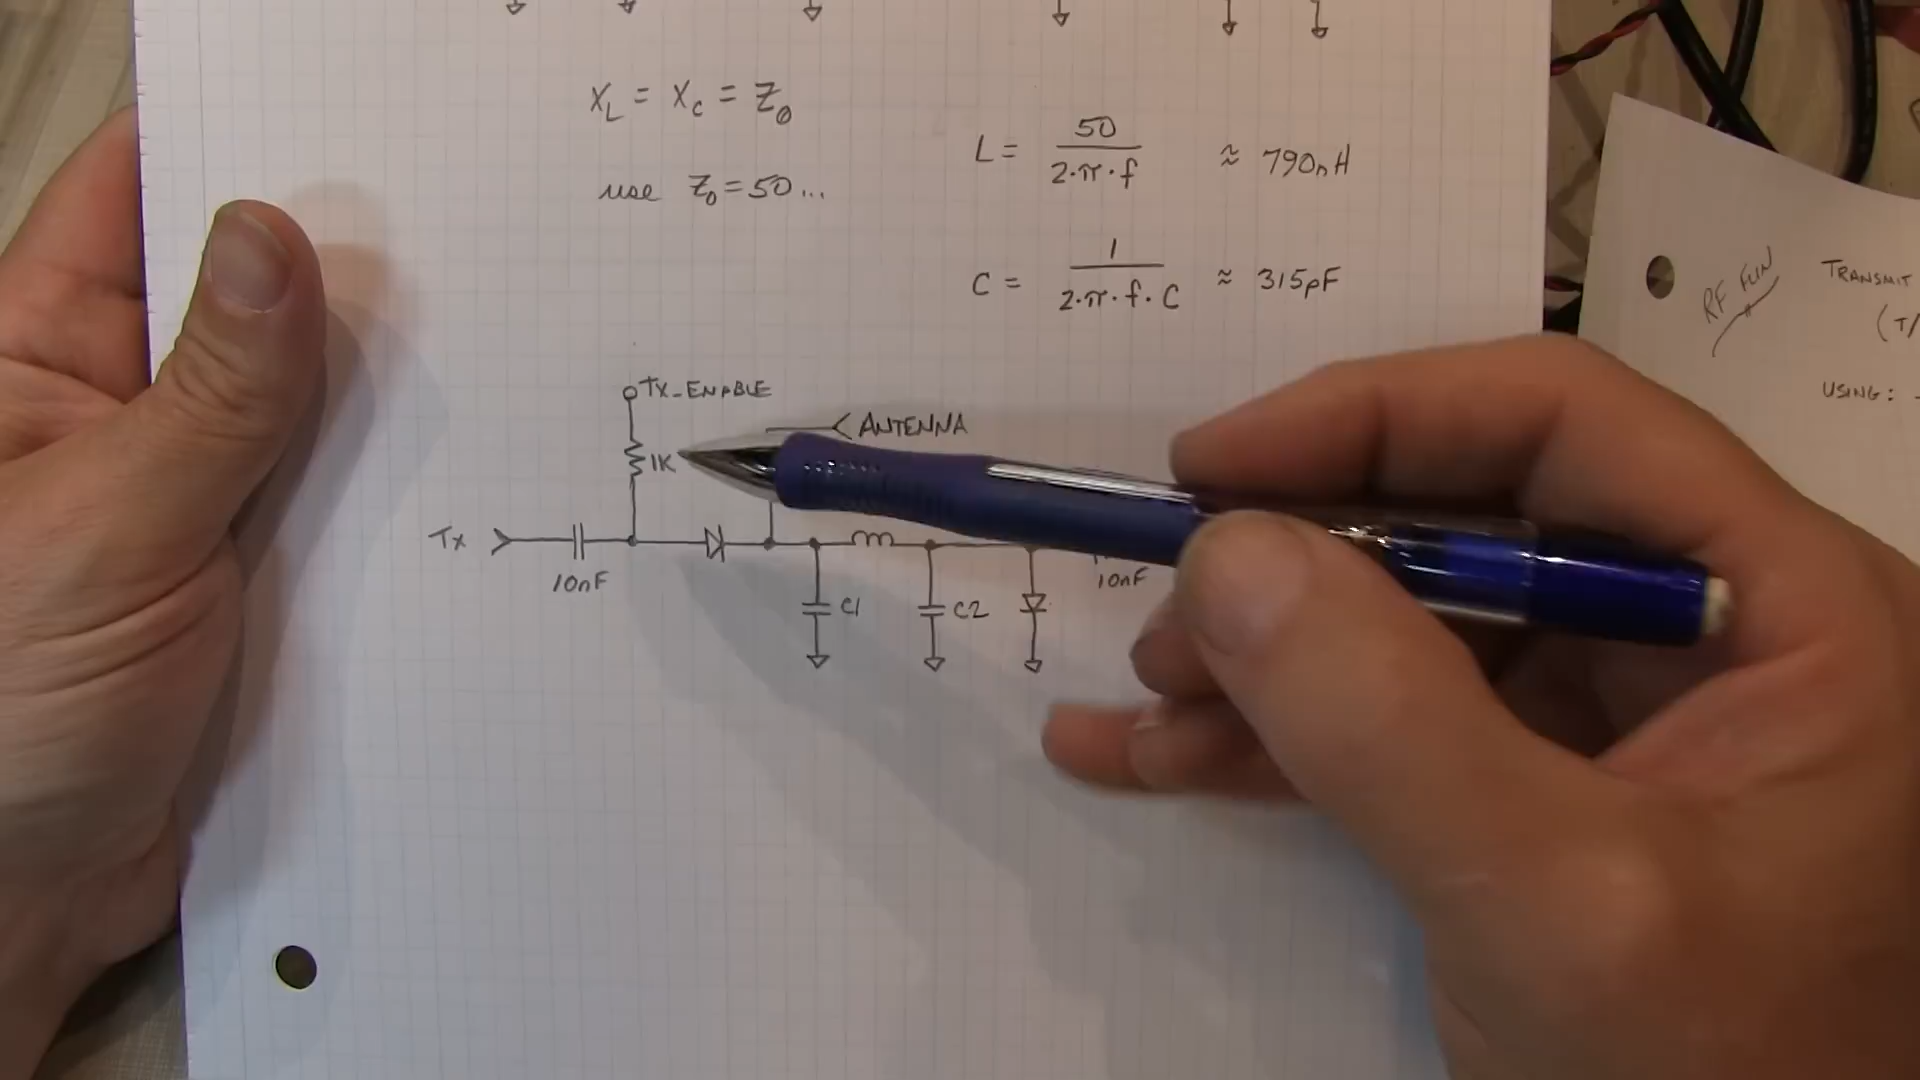 X_L = X_C = Z_0
use Z_0 = 50...
L = 50 / 2·π·f ≈ 790nH
C = 1 / 2·π·f·C ≈ 315pF
TX_ENABLE
ANTENNA
1K
Tx
10nF
10nF
C1
C2
RF FUN
TRANSMIT
(T/
USING: -